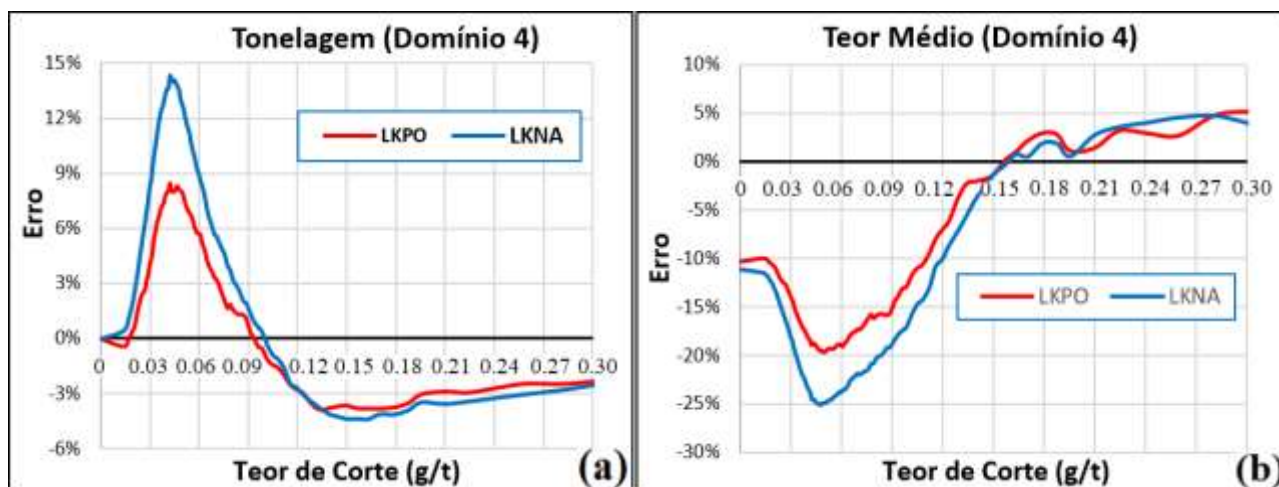 Tonelagem (Domínio 4)
15%
12%
9%
6%
3%
0%
-3%
-6%
Erro
LKPO
LKNA
0 0.03 0.06 0.09 0.12 0.15 0.18 0.21 0.24 0.27 0.30
Teor de Corte (g/t)
(a)
Teor Médio (Domínio 4)
10%
5%
0%
-5%
-10%
-15%
-20%
-25%
-30%
Erro
0 0.03 0.06 0.09 0.12 0.15 0.18 0.21 0.24 0.27 0.30
LKPO
LKNA
Teor de Corte (g/t)
(b)